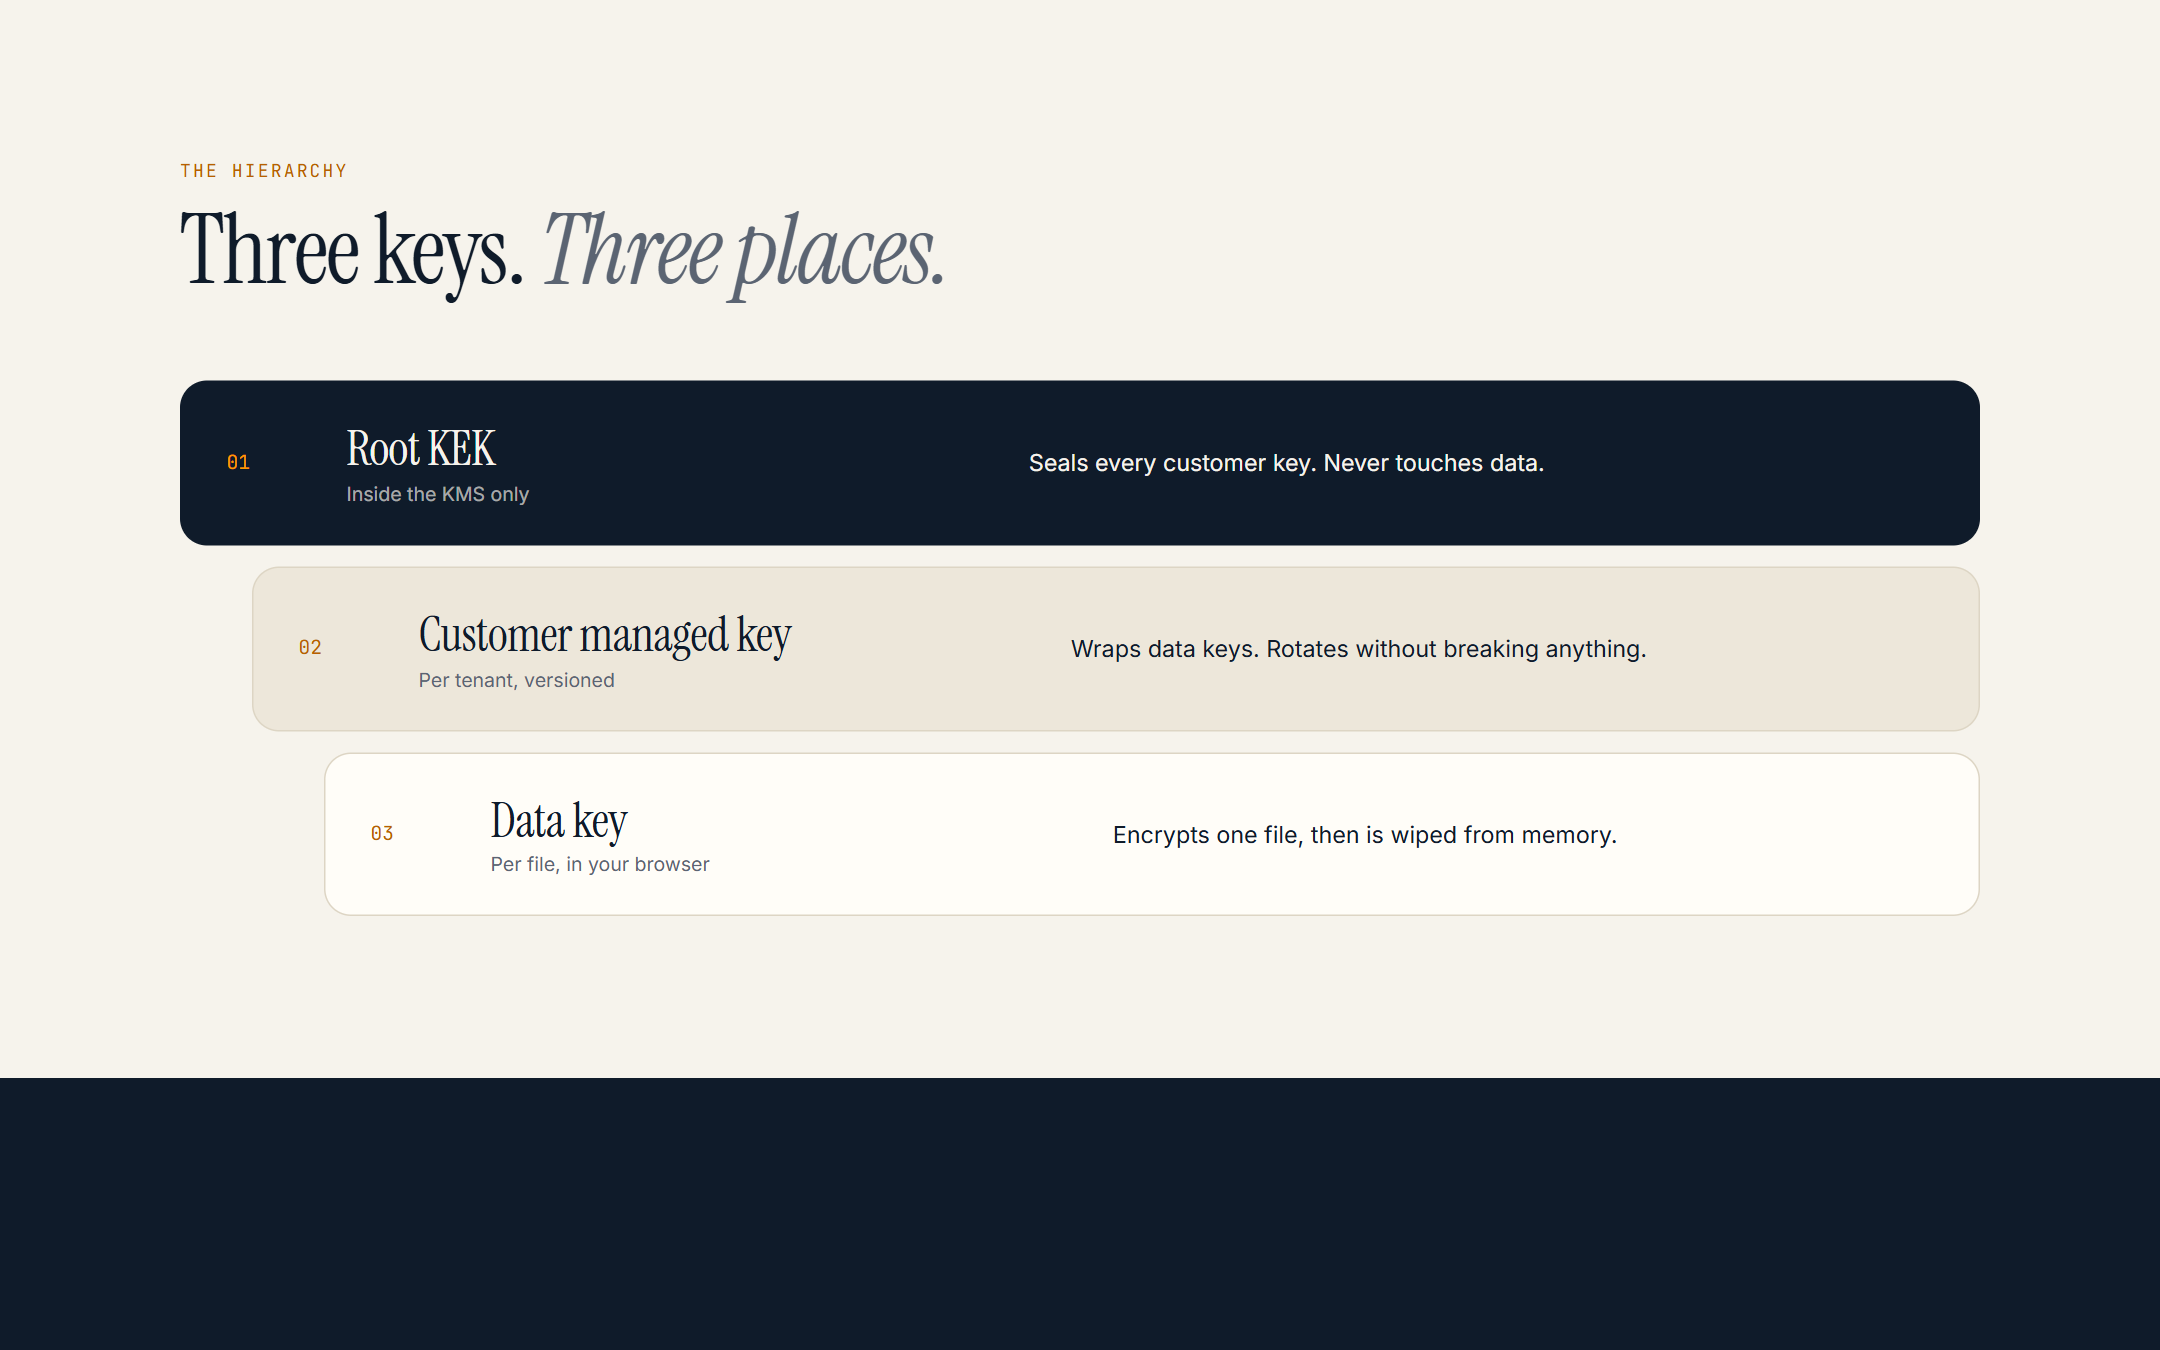 THE HIERARCHY
Three keys. Three places.
01
Root KEK
Inside the KMS only
Seals every customer key. Never touches data.
02
Customer managed key
Per tenant, versioned
Wraps data keys. Rotates without breaking anything.
03
Data key
Per file, in your browser
Encrypts one file, then is wiped from memory.